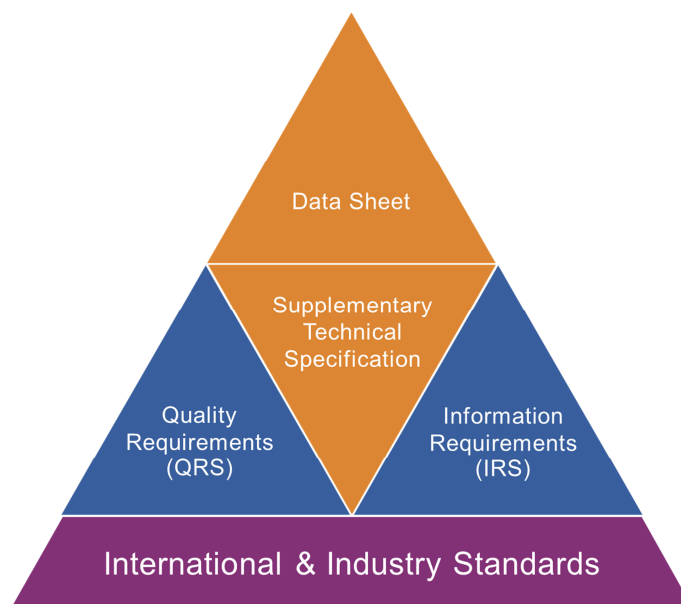 Data Sheet
Supplementary
Technical
Specification
Quality
Requirements
(QRS)
Information
Requirements
(IRS)
International & Industry Standards